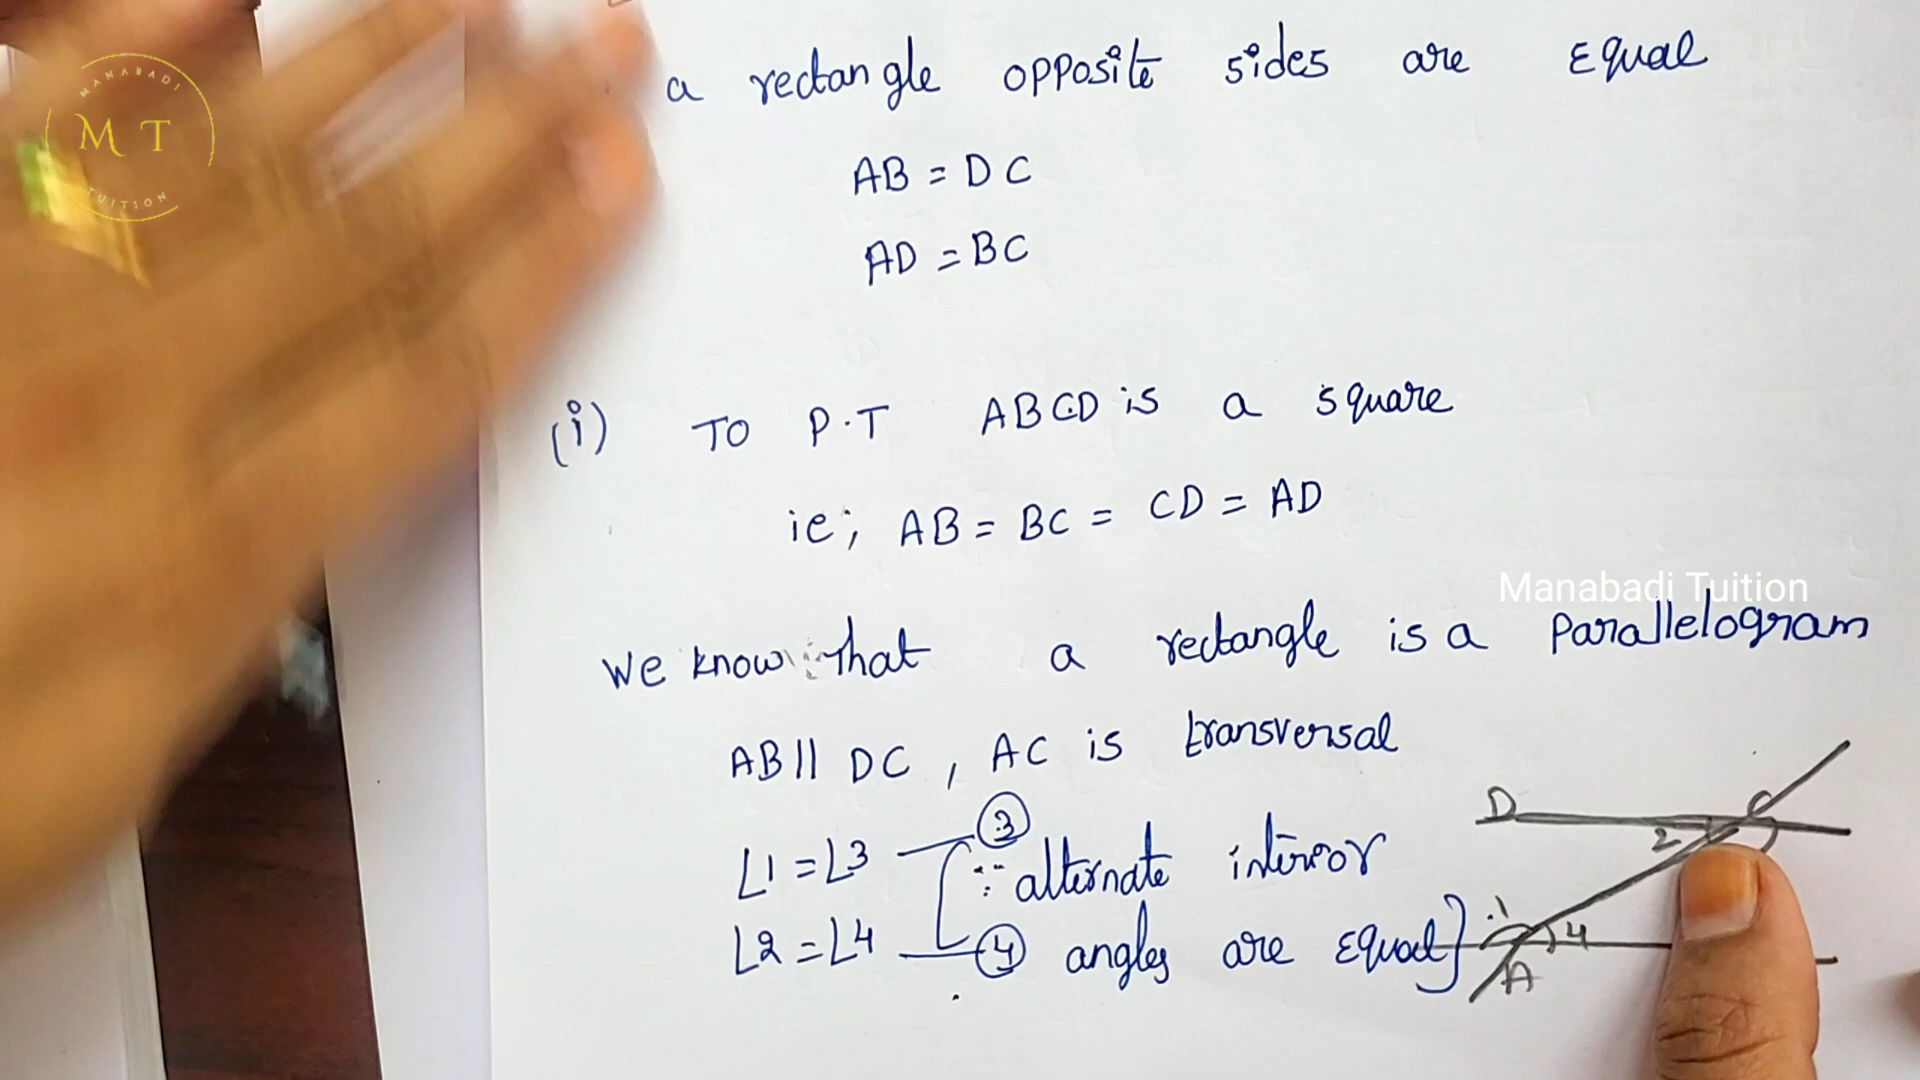 MANABADI
M T
TUITION
a rectangle opposite sides are Equal
AB = DC
AD = BC
(i) TO P.T ABCD is a square
ie; AB = BC = CD = AD
Manabadi Tuition
We know that a rectangle is a parallelogram
AB || DC, AC is transversal
∠1 = ∠3 — ③
[∵ alternate interior
∠2 = ∠4 — ④ angles are Equal]
D C
2
1 4
A